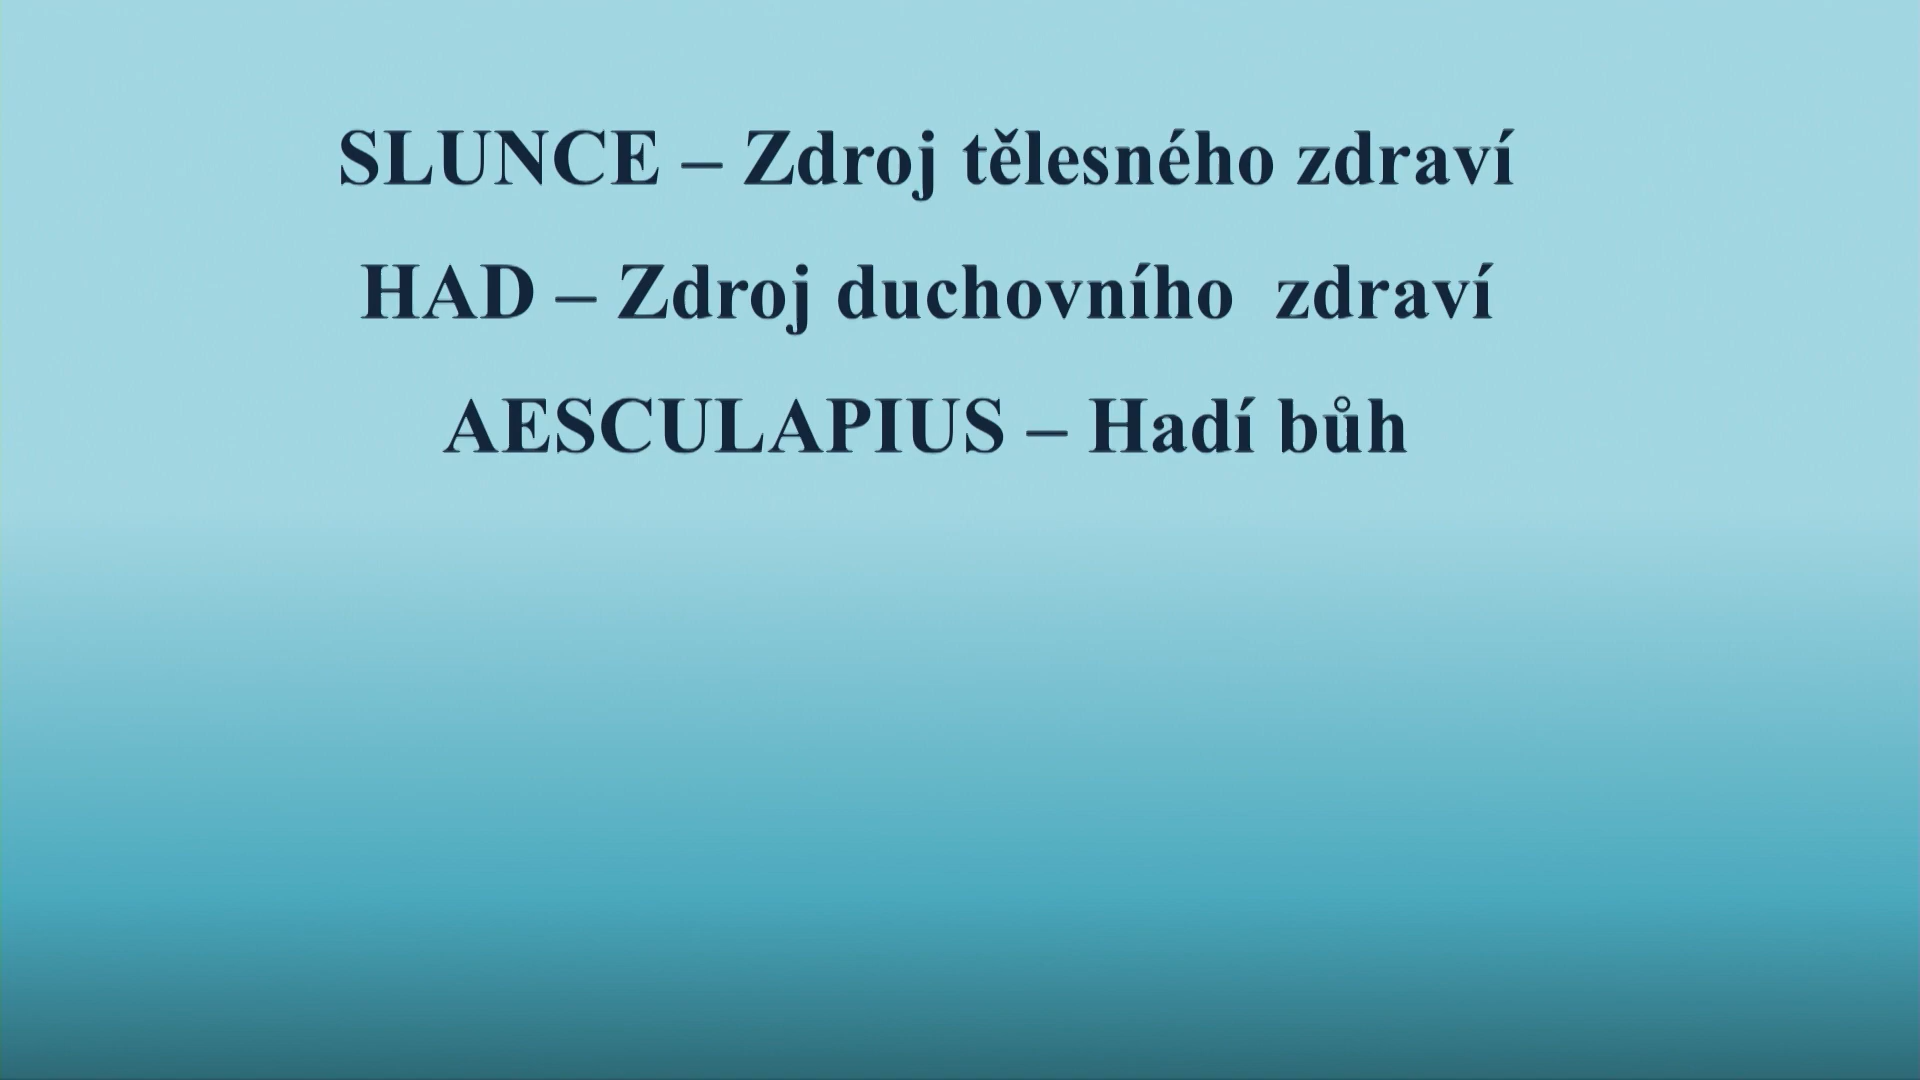 SLUNCE – Zdroj tělesného zdraví
HAD – Zdroj duchovního  zdraví
AESCULAPIUS – Hadí bůh